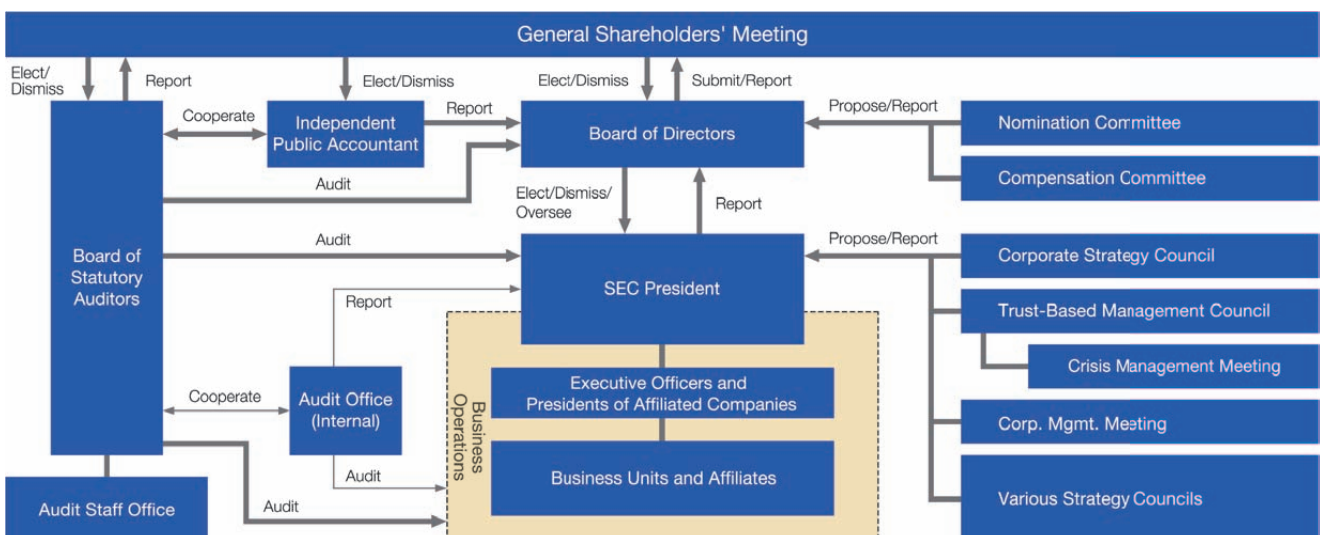 General Shareholders' Meeting
Elect/
Dismiss
Report
Elect/Dismiss
Elect/Dismiss
Submit/Report
Cooperate
Independent
Public Accountant
Report
Board of Directors
Propose/Report
Nomination Committee
Compensation Committee
Audit
Elect/Dismiss/
Oversee
Report
Board of
Statutory
Auditors
Audit
SEC President
Propose/Report
Corporate Strategy Council
Report
Trust-Based Management Council
Crisis Management Meeting
Cooperate
Audit Office
(Internal)
Business
Operations
Executive Officers and
Presidents of Affiliated Companies
Corp. Mgmt. Meeting
Audit
Business Units and Affiliates
Various Strategy Councils
Audit Staff Office
Audit